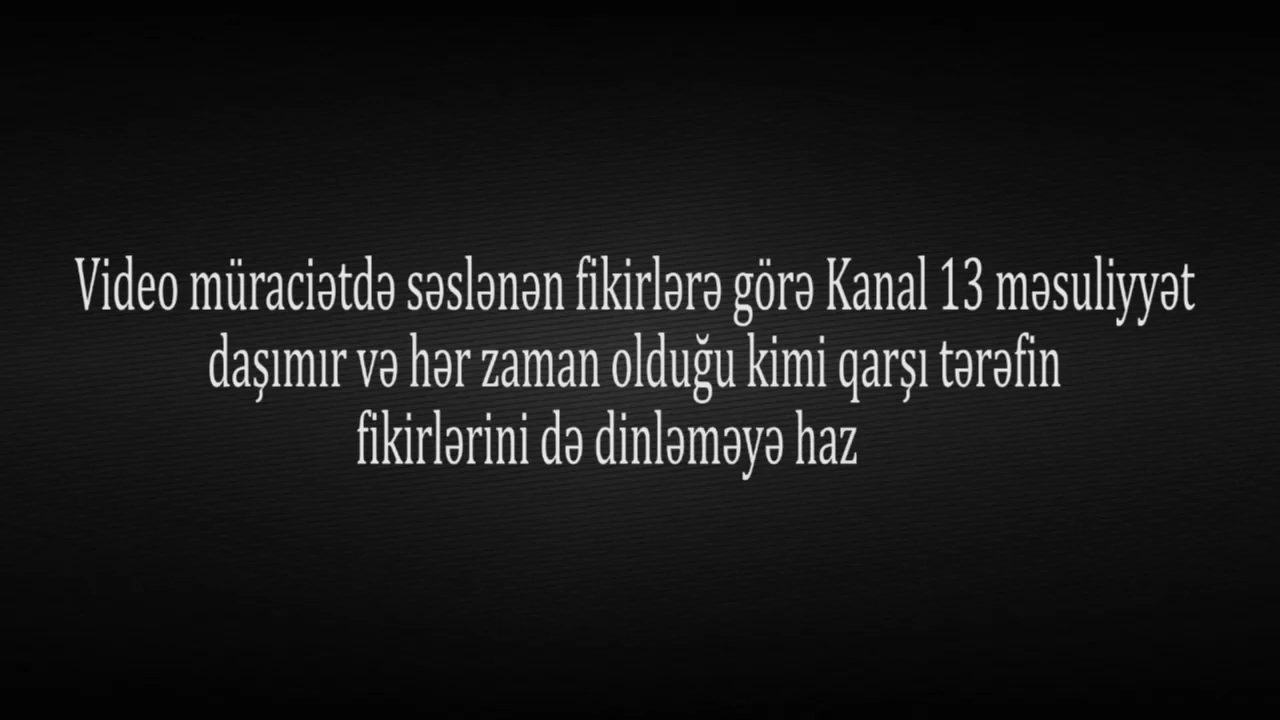 Video müraciətdə səslənən fikirlərə görə Kanal 13 məsuliyyət
daşımır və hər zaman olduğu kimi qarşı tərəfin
fikirlərini də dinləməyə haz